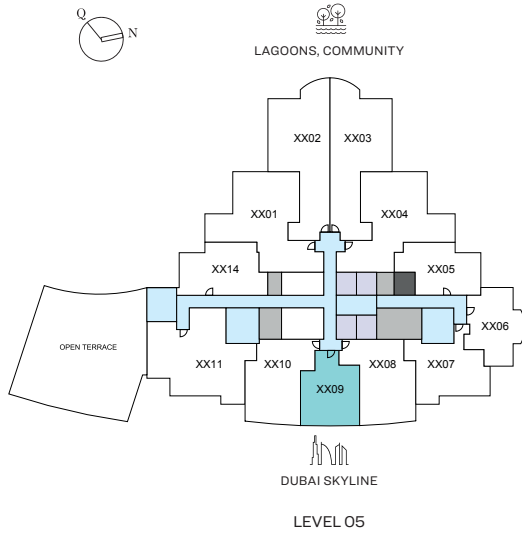 Q
N
LAGOONS, COMMUNITY
XX02
XX03
XX01
XX04
XX14
XX05
XX06
OPEN TERRACE
XX11
XX10
XX09
XX08
XX07
DUBAI SKYLINE
LEVEL 05